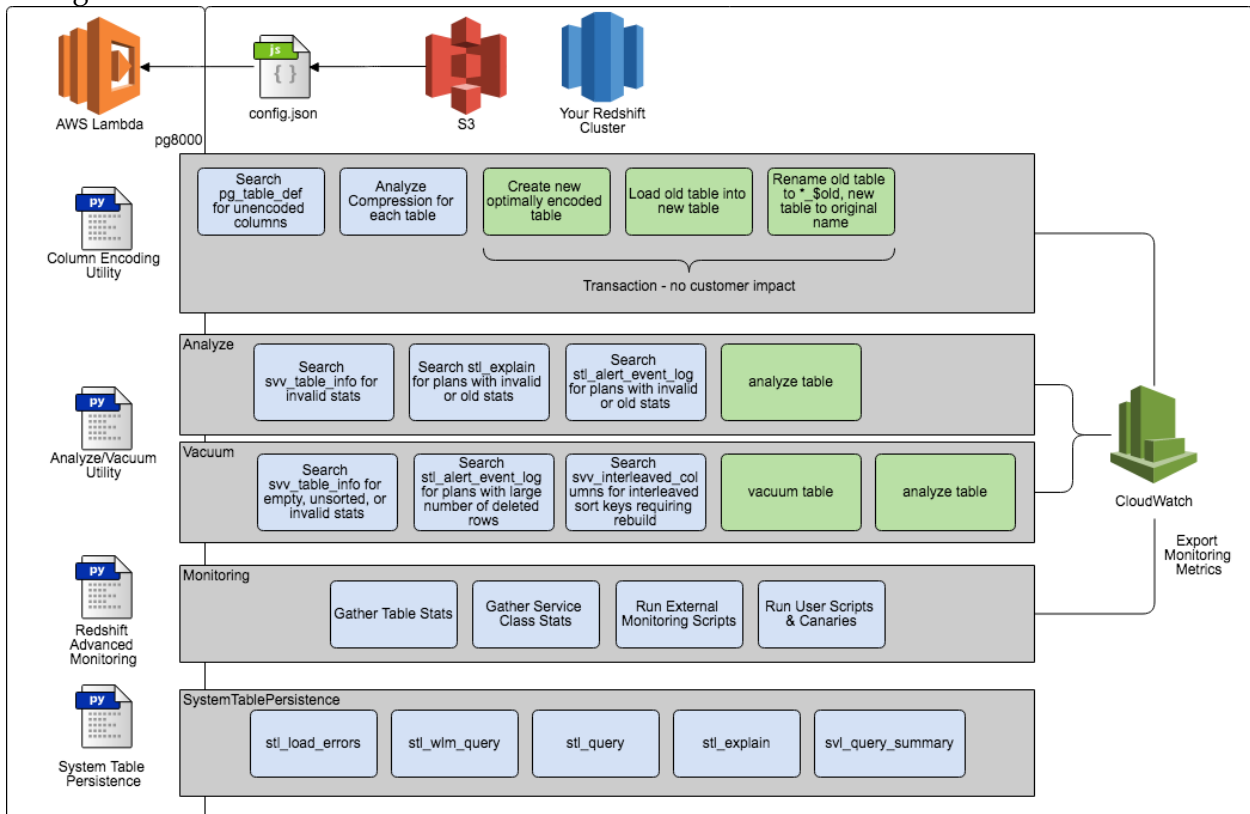 AWS Lambda
js
{ }
config.json
S3
Your Redshift
Cluster
pg8000
py
Column Encoding
Utility
Search
pg_table_def
for unencoded
columns
Analyze
Compression for
each table
Create new
optimally encoded
table
Load old table into
new table
Rename old table
to *_$old, new
table to original
name
Transaction - no customer impact
py
Analyze/Vacuum
Utility
Analyze
Search
svv_table_info for
invalid stats
Search stl_explain
for plans with invalid
or old stats
Search
stl_alert_event_log
for plans with invalid
or old stats
analyze table
Vacuum
Search
svv_table_info for
empty, unsorted, or
invalid stats
Search
stl_alert_event_log
for plans with large
number of deleted
rows
Search
svv_interleaved_col
umns for interleaved
sort keys requiring
rebuild
vacuum table
analyze table
CloudWatch
Export
Monitoring
Metrics
py
Redshift
Advanced
Monitoring
Monitoring
Gather Table Stats
Gather Service
Class Stats
Run External
Monitoring Scripts
Run User Scripts
& Canaries
py
System Table
Persistence
SystemTablePersistence
stl_load_errors
stl_wlm_query
stl_query
stl_explain
svl_query_summary